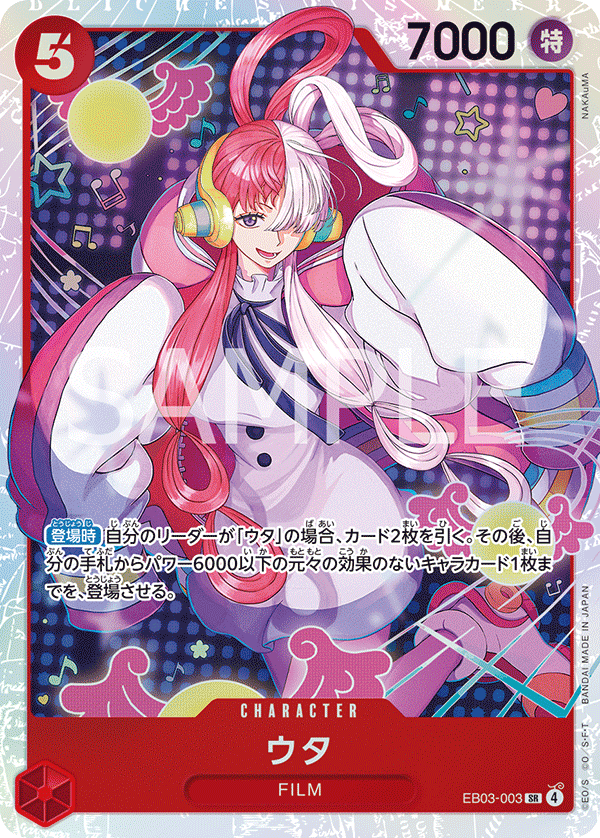 5
7000 特
NAKAuMA
SAMPLE
登場時 自分のリーダーが「ウタ」の場合、カード2枚を引く。その後、自
分の手札からパワー6000以下の元々の効果のないキャラカード1枚ま
でを、登場させる。
CHARACTER
ウタ
FILM
EB03-003 SR 4
©EO/S ©O/S・F・T BANDAI MADE IN JAPAN